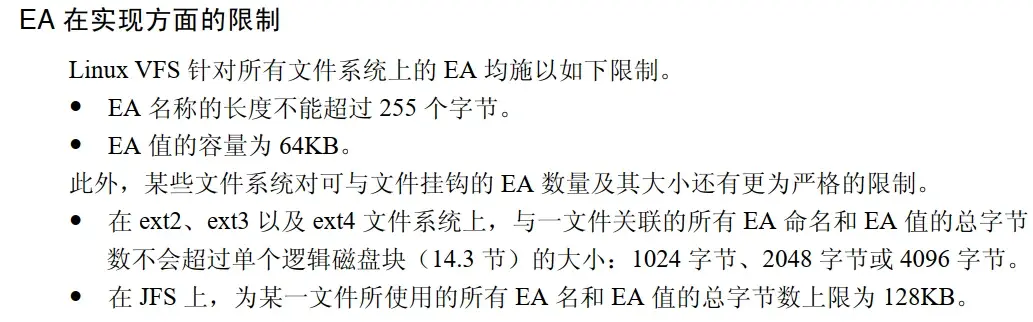 EA 在实现方面的限制
Linux VFS 针对所有文件系统上的 EA 均施以如下限制。
● EA 名称的长度不能超过 255 个字节。
● EA 值的容量为 64KB。
此外，某些文件系统对可与文件挂钩的 EA 数量及其大小还有更为严格的限制。
● 在 ext2、ext3 以及 ext4 文件系统上，与一文件关联的所有 EA 命名和 EA 值的总字节
数不会超过单个逻辑磁盘块（14.3 节）的大小：1024 字节、2048 字节或 4096 字节。
● 在 JFS 上，为某一文件所使用的所有 EA 名和 EA 值的总字节数上限为 128KB。